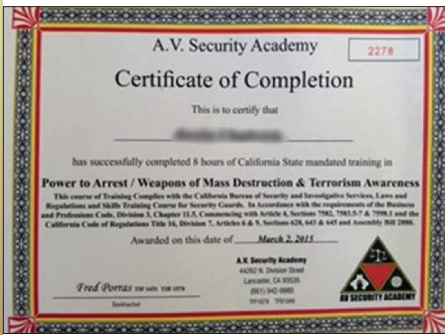 A.V. Security Academy
2278
Certificate of Completion
This is to certify that
has successfully completed 8 hours of California State mandated training in
Power to Arrest / Weapons of Mass Destruction & Terrorism Awareness
This course of Training Complies with the California Bureau of Security and Investigative Services, Laws and
Regulations and Skills Training Course for Security Guards. In Accordance with the requirements of the Business
and Professions Code, Division 3, Chapter 11.5, Commencing with Article 4, Sections 7582, 7583.5-7 & 7598.1 and the
California Code of Regulations Title 16, Division 7, Articles 6 & 9, Sections 628, 643 & 645 and Assembly Bill 2880.
Awarded on this date of March 2, 2015
A.V. Security Academy
44262 N. Division Street
Lancaster, CA 93535
(661) 942-9980
Fred Porras
Instructor
AV SECURITY ACADEMY